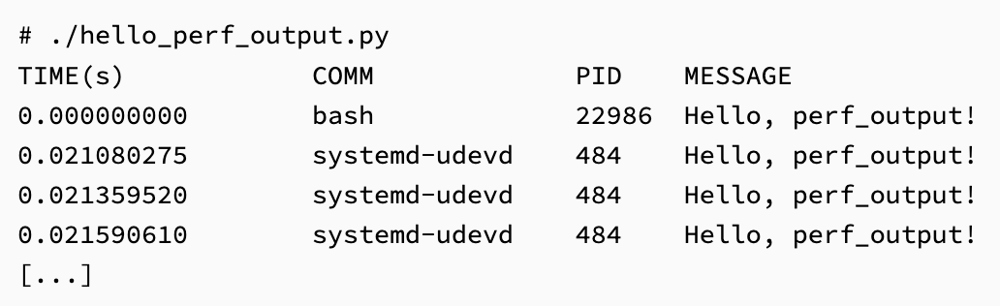 # ./hello_perf_output.py
TIME(s)            COMM             PID    MESSAGE
0.000000000        bash             22986  Hello, perf_output!
0.021080275        systemd-udevd    484    Hello, perf_output!
0.021359520        systemd-udevd    484    Hello, perf_output!
0.021590610        systemd-udevd    484    Hello, perf_output!
[...]